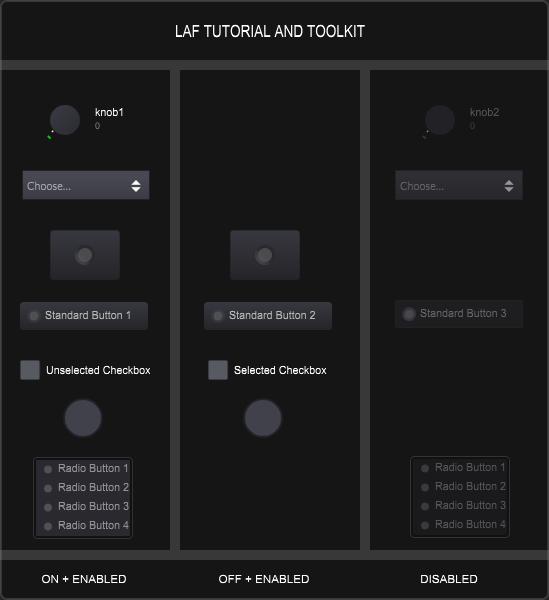 LAF TUTORIAL AND TOOLKIT
knob1
0
Choose...
Standard Button 1
Unselected Checkbox
Radio Button 1
Radio Button 2
Radio Button 3
Radio Button 4
ON + ENABLED
Standard Button 2
Selected Checkbox
OFF + ENABLED
knob2
0
Choose...
Standard Button 3
Radio Button 1
Radio Button 2
Radio Button 3
Radio Button 4
DISABLED